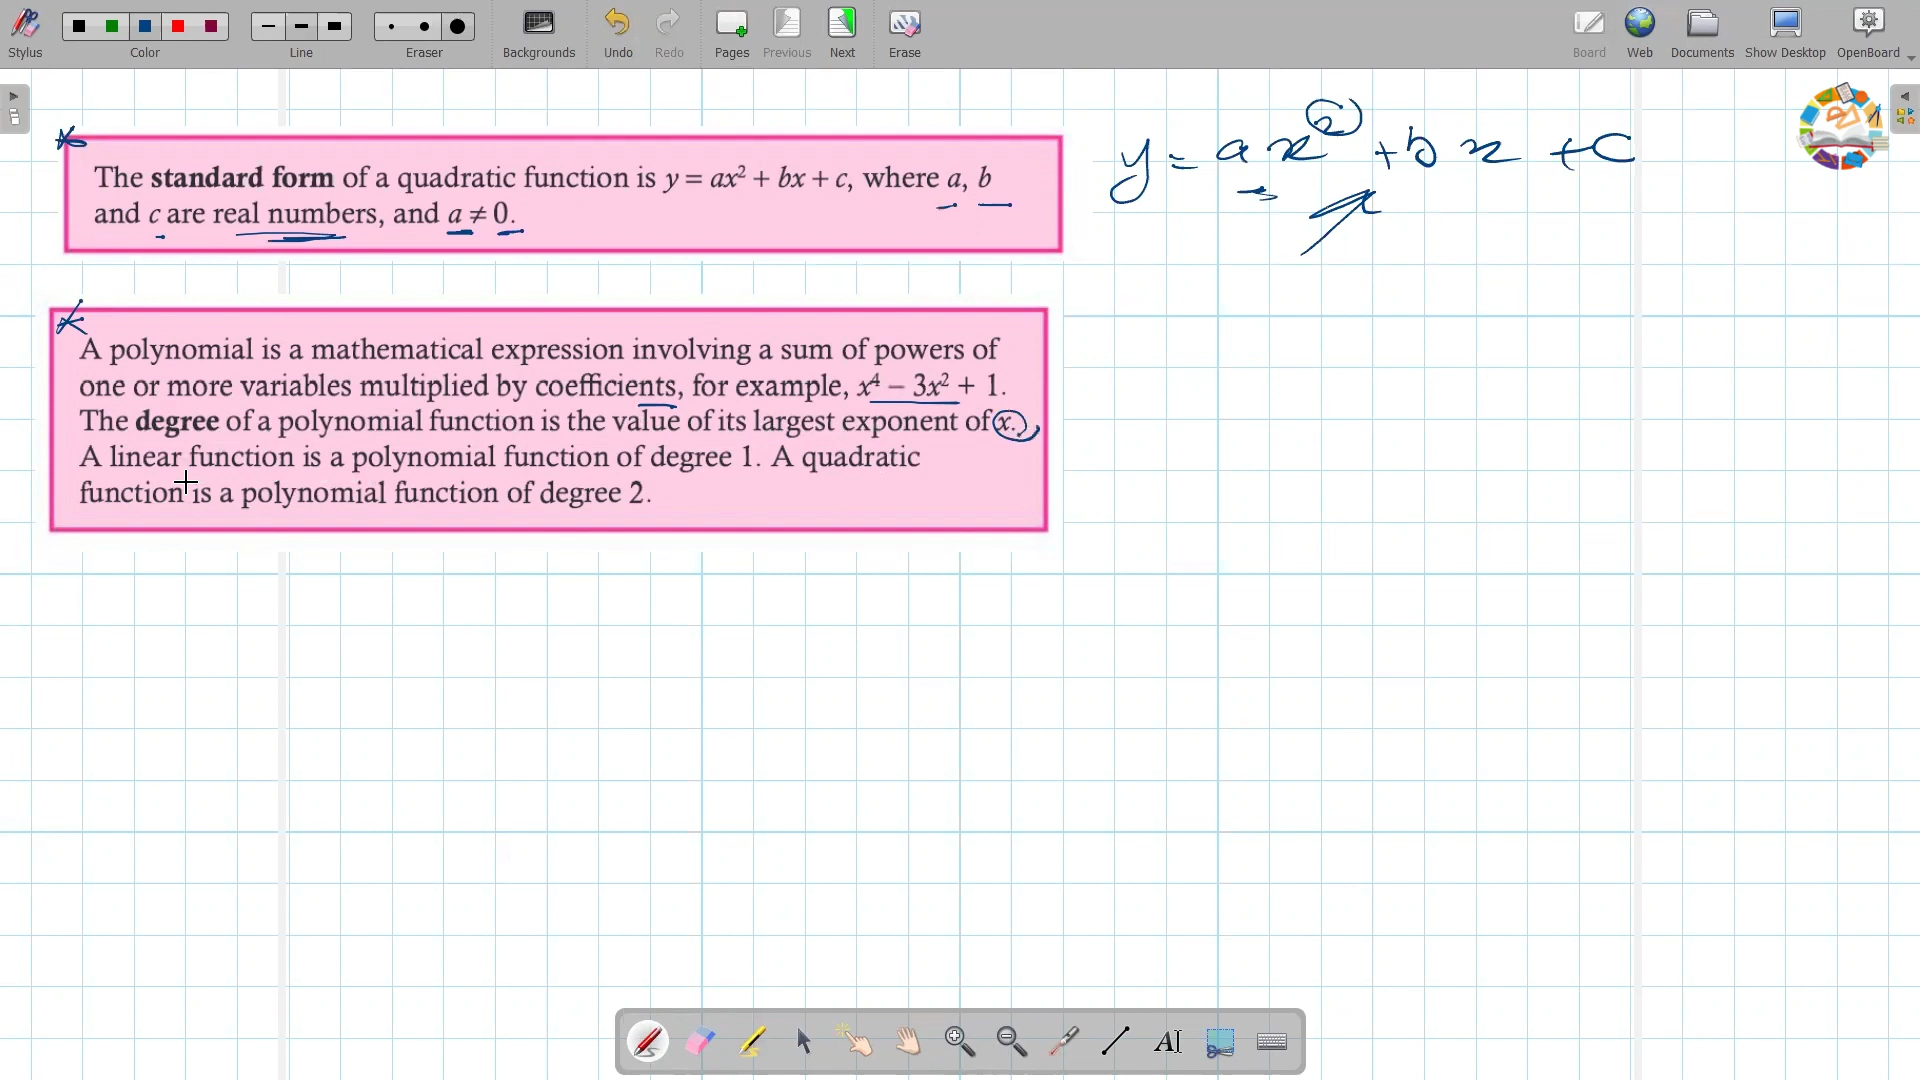 Stylus
Color
Line
Eraser
Backgrounds
Undo
Redo
Pages
Previous
Next
Erase
Board
Web
Documents
Show Desktop
OpenBoard
The standard form of a quadratic function is y = ax² + bx + c, where a, b
and c are real numbers, and a ≠ 0.
y = ax² + bx + c
A polynomial is a mathematical expression involving a sum of powers of
one or more variables multiplied by coefficients, for example, x⁴ − 3x² + 1.
The degree of a polynomial function is the value of its largest exponent of x.
A linear function is a polynomial function of degree 1. A quadratic
function is a polynomial function of degree 2.